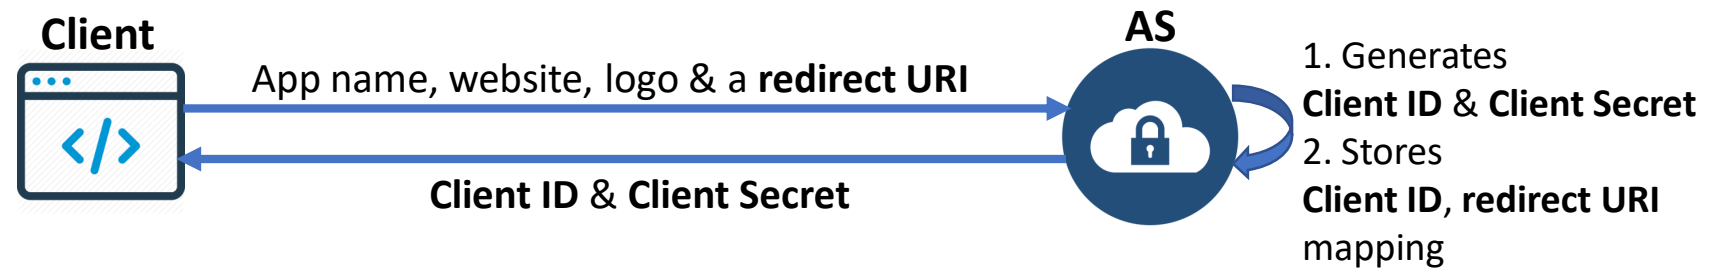 Client
AS
App name, website, logo & a redirect URI
</>
Client ID & Client Secret
1. Generates
Client ID & Client Secret
2. Stores
Client ID, redirect URI
mapping